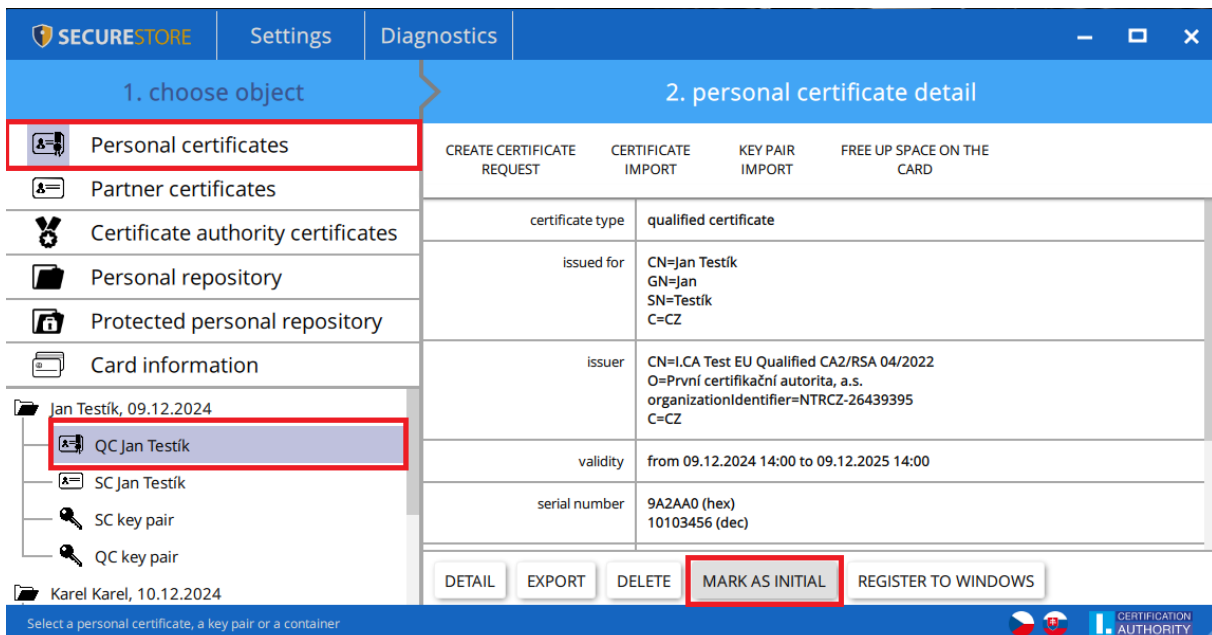 SECURESTORE Settings Diagnostics
1. choose object
2. personal certificate detail
Personal certificates
Partner certificates
Certificate authority certificates
Personal repository
Protected personal repository
Card information
Jan Testík, 09.12.2024
QC Jan Testík
SC Jan Testík
SC key pair
QC key pair
Karel Karel, 10.12.2024
CREATE CERTIFICATE
REQUEST
CERTIFICATE
IMPORT
KEY PAIR
IMPORT
FREE UP SPACE ON THE
CARD
certificate type qualified certificate
issued for CN=Jan Testík
GN=Jan
SN=Testík
C=CZ
issuer CN=I.CA Test EU Qualified CA2/RSA 04/2022
O=První certifikační autorita, a.s.
organizationIdentifier=NTRCZ-26439395
C=CZ
validity from 09.12.2024 14:00 to 09.12.2025 14:00
serial number 9A2AA0 (hex)
10103456 (dec)
DETAIL EXPORT DELETE MARK AS INITIAL REGISTER TO WINDOWS
Select a personal certificate, a key pair or a container
CERTIFICATION
AUTHORITY